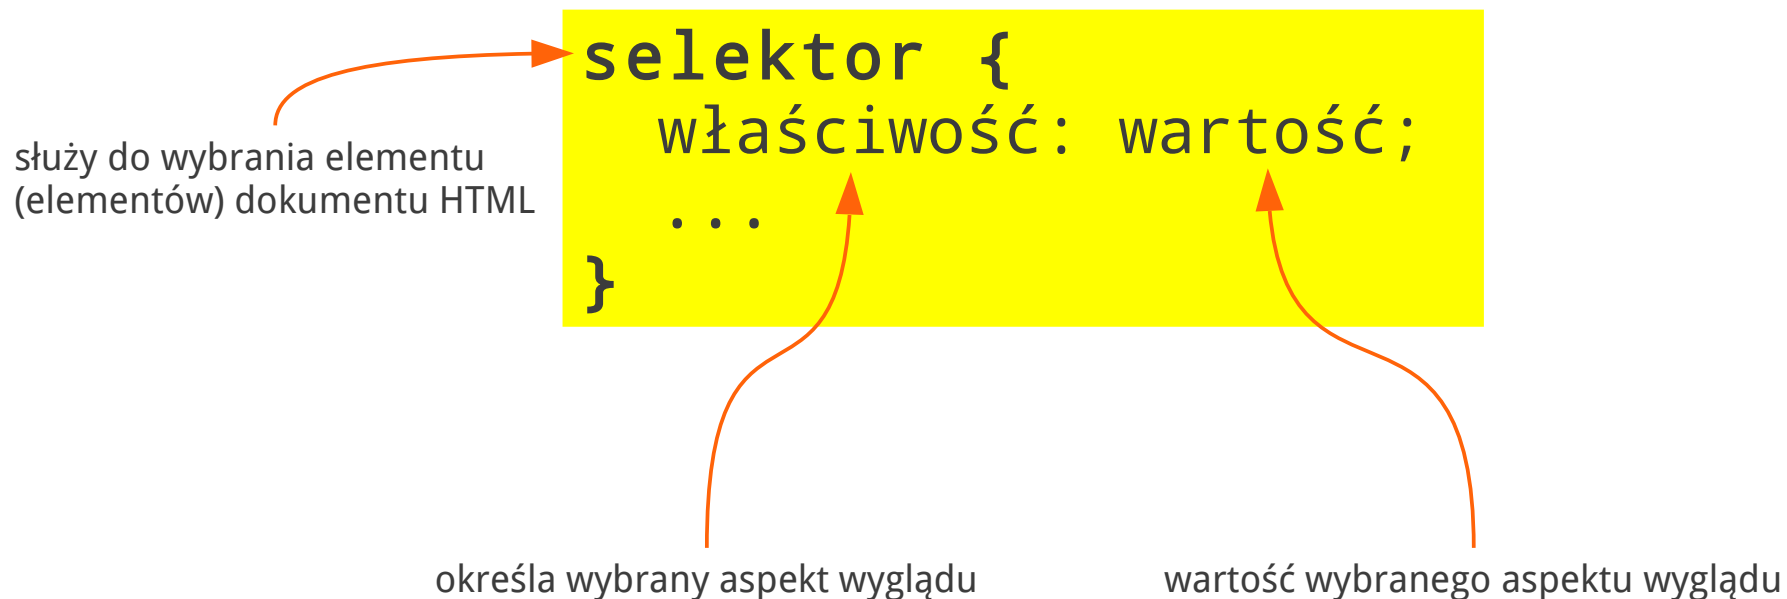 selektor {
właściwość: wartość;
...
}
służy do wybrania elementu
(elementów) dokumentu HTML
określa wybrany aspekt wyglądu
wartość wybranego aspektu wyglądu